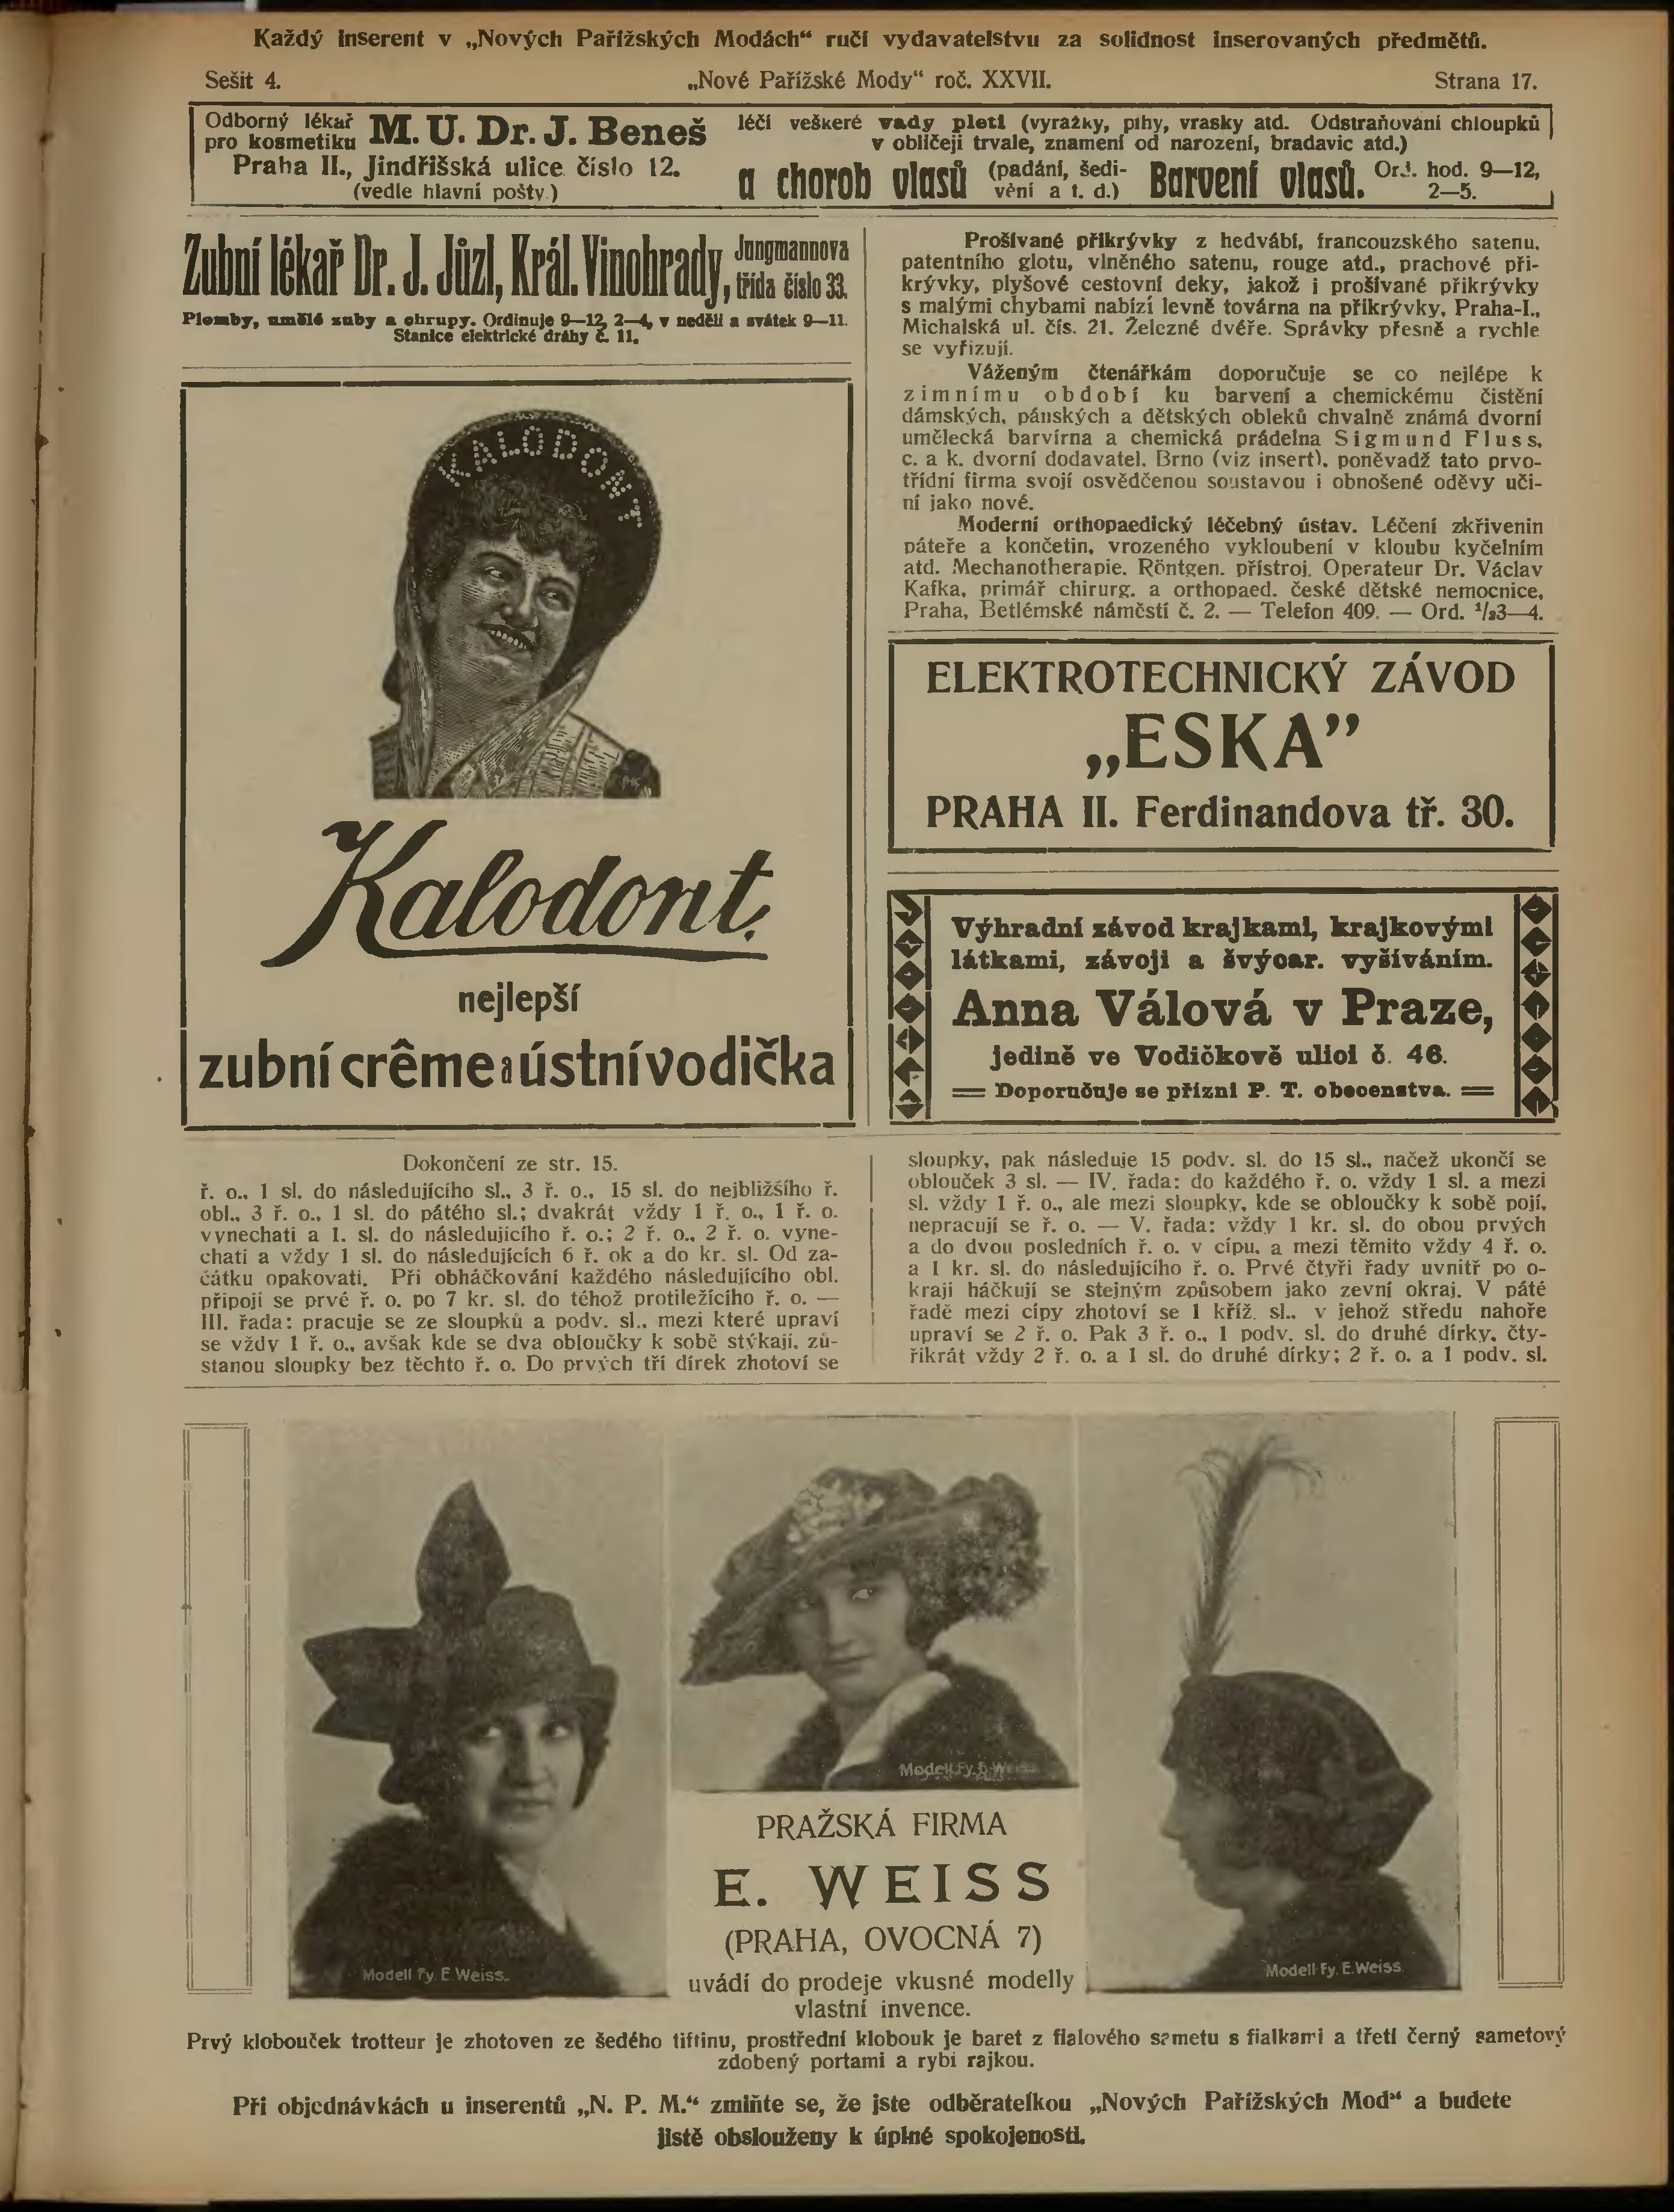 Každý inserent v „Nových Pařížských Modách“ ručí vydavatelstvu za solidnost inserovaných předmětů.
Sešit 4. „Nové Pařížské Mody“ roč. XXVII. Strana 17.
Odborný lékař
pro kosmetiku M. U. Dr. J. Beneš
Praha II., Jindřišská ulice číslo 12.
(vedle hlavní pošty.)
léčí veškeré vady pleti (vyrážky, pihy, vrasky atd. Odstraňování chloupků
v obličeji trvale, znamení od narození, bradavic atd.)
a chorob vlasů (padání, šedi-
vění a t. d.) Barvení vlasů. Ord. hod. 9—12,
2—5.
Zubní lékař Dr. J. Jůzl, Král. Vinohrady, Jungmannova
třída číslo 33.
Plomby, umělé zuby a chrupy. Ordinuje 9—12, 2—4, v neděli a svátek 9—11.
Stanice elektrické dráhy č. 11.
KALODONT
Kalodont
nejlepší
zubní crême a ústní vodička
Prošívané přikrývky z hedvábí, francouzského satenu,
patentního glotu, vlněného satenu, rouge atd., prachové při-
krývky, plyšové cestovní deky, jakož i prošívané přikrývky
s malými chybami nabízí levně továrna na přikrývky, Praha-I.,
Michalská ul. čís. 21. Železné dvéře. Správky přesně a rychle
se vyřizují.
Váženým čtenářkám doporučuje se co nejlépe k
zimnímu období ku barvení a chemickému čistění
dámských, pánských a dětských obleků chvalně známá dvorní
umělecká barvírna a chemická prádelna Sigmund Fluss,
c. a k. dvorní dodavatel, Brno (viz insert), poněvadž tato prvo-
třídní firma svojí osvědčenou soustavou i obnošené oděvy uči-
ní jako nové.
Moderní orthopaedický léčebný ústav. Léčení zkřivenin
páteře a končetin, vrozeného vykloubení v kloubu kyčelním
atd. Mechanotherapie. Röntgen. přístroj. Operateur Dr. Václav
Kafka, primář chirurg. a orthopaed. české dětské nemocnice,
Praha, Betlémské náměstí č. 2. — Telefon 409. — Ord. ½3—4.
ELEKTROTECHNICKÝ ZÁVOD
„ESKA”
PRAHA II. Ferdinandova tř. 30.
Výhradní závod krajkami, krajkovými
látkami, závoji a švýcar. vyšíváním.
Anna Válová v Praze,
jedině ve Vodičkově ulici č. 46.
Doporučuje se přízni P. T. obecenstva.
Dokončení ze str. 15.
ř. o., 1 sl. do následujícího sl., 3 ř. o., 15 sl. do nejbližšího ř.
obl., 3 ř. o., 1 sl. do pátého sl.; dvakrát vždy 1 ř. o., 1 ř. o.
vynechati a 1. sl. do následujícího ř. o.; 2 ř. o., 2 ř. o. vyne-
chati a vždy 1 sl. do následujících 6 ř. ok a do kr. sl. Od za-
čátku opakovati. Při obháčkování každého následujícího obl.
připojí se prvé ř. o. po 7 kr. sl. do téhož protiležícího ř. o. —
III. řada: pracuje se ze sloupků a podv. sl., mezi které upraví
se vždy 1 ř. o., avšak kde se dva obloučky k sobě stýkají, zů-
stanou sloupky bez těchto ř. o. Do prvých tří dírek zhotoví se
sloupky, pak následuje 15 podv. sl. do 15 sl., načež ukončí se
oblouček 3 sl. — IV. řada: do každého ř. o. vždy 1 sl. a mezi
sl. vždy 1 ř. o., ale mezi sloupky, kde se obloučky k sobě pojí,
nepracují se ř. o. — V. řada: vždy 1 kr. sl. do obou prvých
a do dvou posledních ř. o. v cípu, a mezi těmito vždy 4 ř. o.
a 1 kr. sl. do následujícího ř. o. Prvé čtyři řady uvnitř po o-
kraji háčkují se stejným způsobem jako zevní okraj. V páté
řadě mezi cípy zhotoví se 1 kříž. sl., v jehož středu nahoře
upraví se 2 ř. o. Pak 3 ř. o., 1 podv. sl. do druhé dírky, čty-
řikrát vždy 2 ř. o. a 1 sl. do druhé dírky; 2 ř. o. a 1 podv. sl.
Modell Fy. E. Weiss.
Modell Fy. E. Weiss
Modell Fy. E. Weiss.
PRAŽSKÁ FIRMA
E. WEISS
(PRAHA, OVOCNÁ 7)
uvádí do prodeje vkusné modelly
vlastní invence.
Prvý klobouček trotteur je zhotoven ze šedého tiftinu, prostřední klobouk je baret z fialového sametu s fialkami a třetí černý sametový
zdobený portami a rybí rajkou.
Při objednávkách u inserentů „N. P. M.“ zmiňte se, že jste odběratelkou „Nových Pařížských Mod“ a budete
jistě obslouženy k úplné spokojenosti.